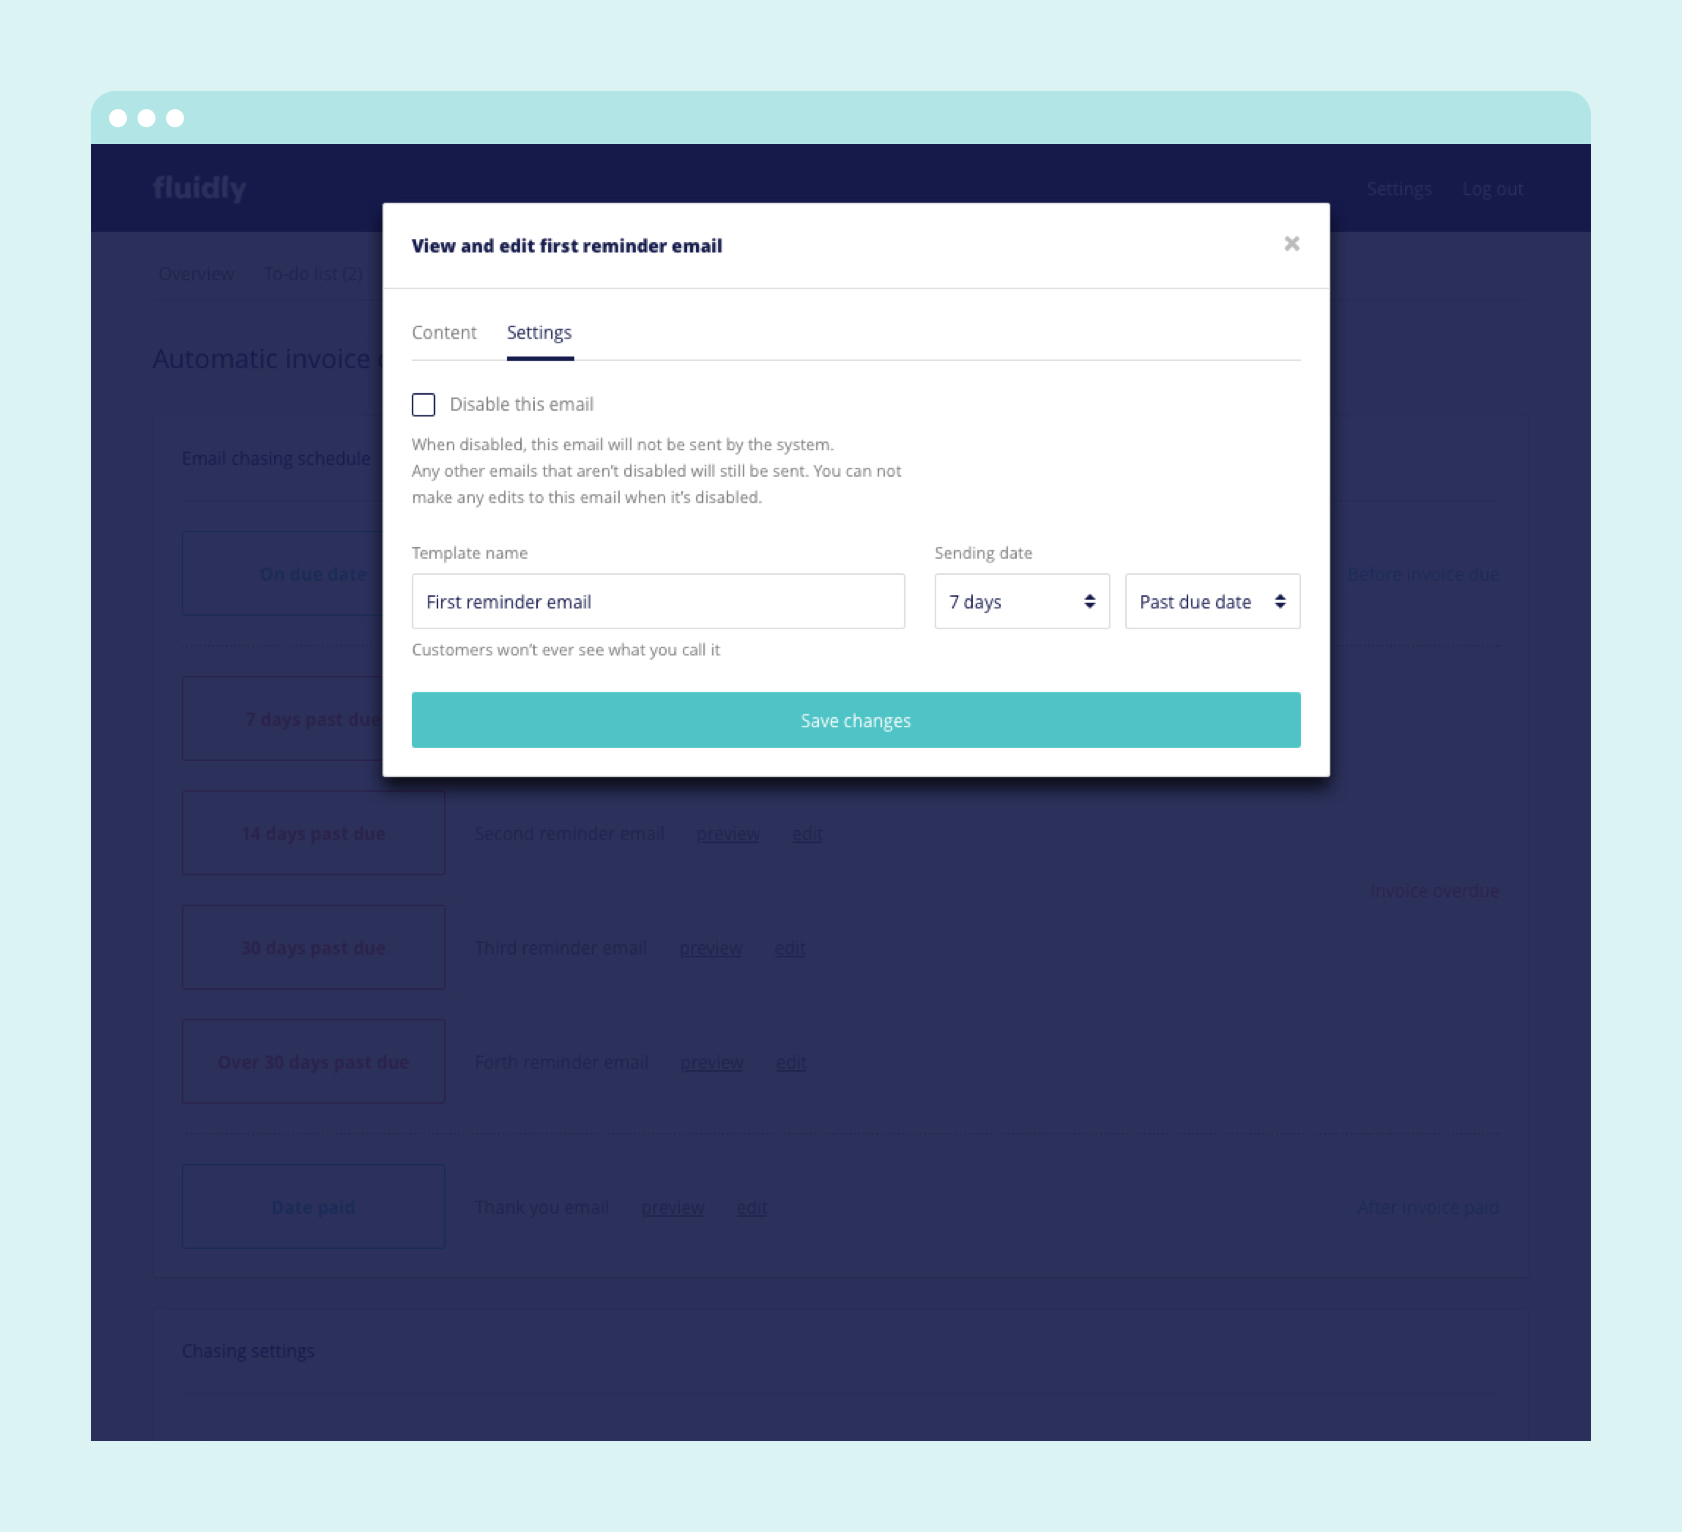 fluidly
Settings Log out
View and edit first reminder email
Overview To-do list (2)
Content Settings
Automatic invoice
Disable this email
When disabled, this email will not be sent by the system.
Any other emails that aren't disabled will still be sent. You can not
make any edits to this email when it's disabled.
Email chasing schedule
Template name Sending date
On due date
First reminder email 7 days Past due date
Before invoice due
Customers won't ever see what you call it
7 days past due
Save changes
14 days past due Second reminder email preview edit
Invoice overdue
30 days past due Third reminder email preview edit
Over 30 days past due Forth reminder email preview edit
Date paid Thank you email preview edit After invoice paid
Chasing settings